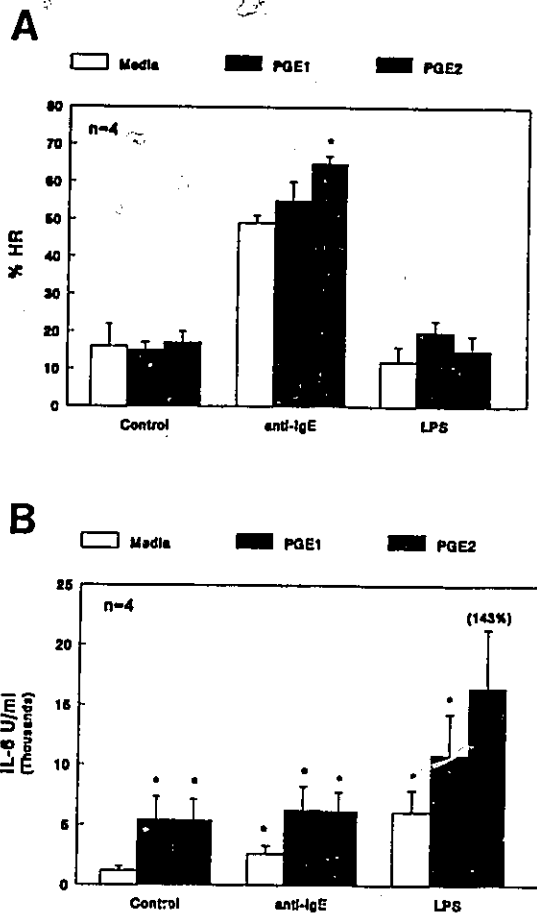 A
Media PGE1 PGE2
80
70
60
50
40
30
20
10
0
% HR
n=4
*
Control anti-IgE LPS
B
Media PGE1 PGE2
25
20
15
10
5
0
IL-6 U/ml
(Thousands)
n=4
(143%)
* * * * * * *
Control anti-IgE LPS